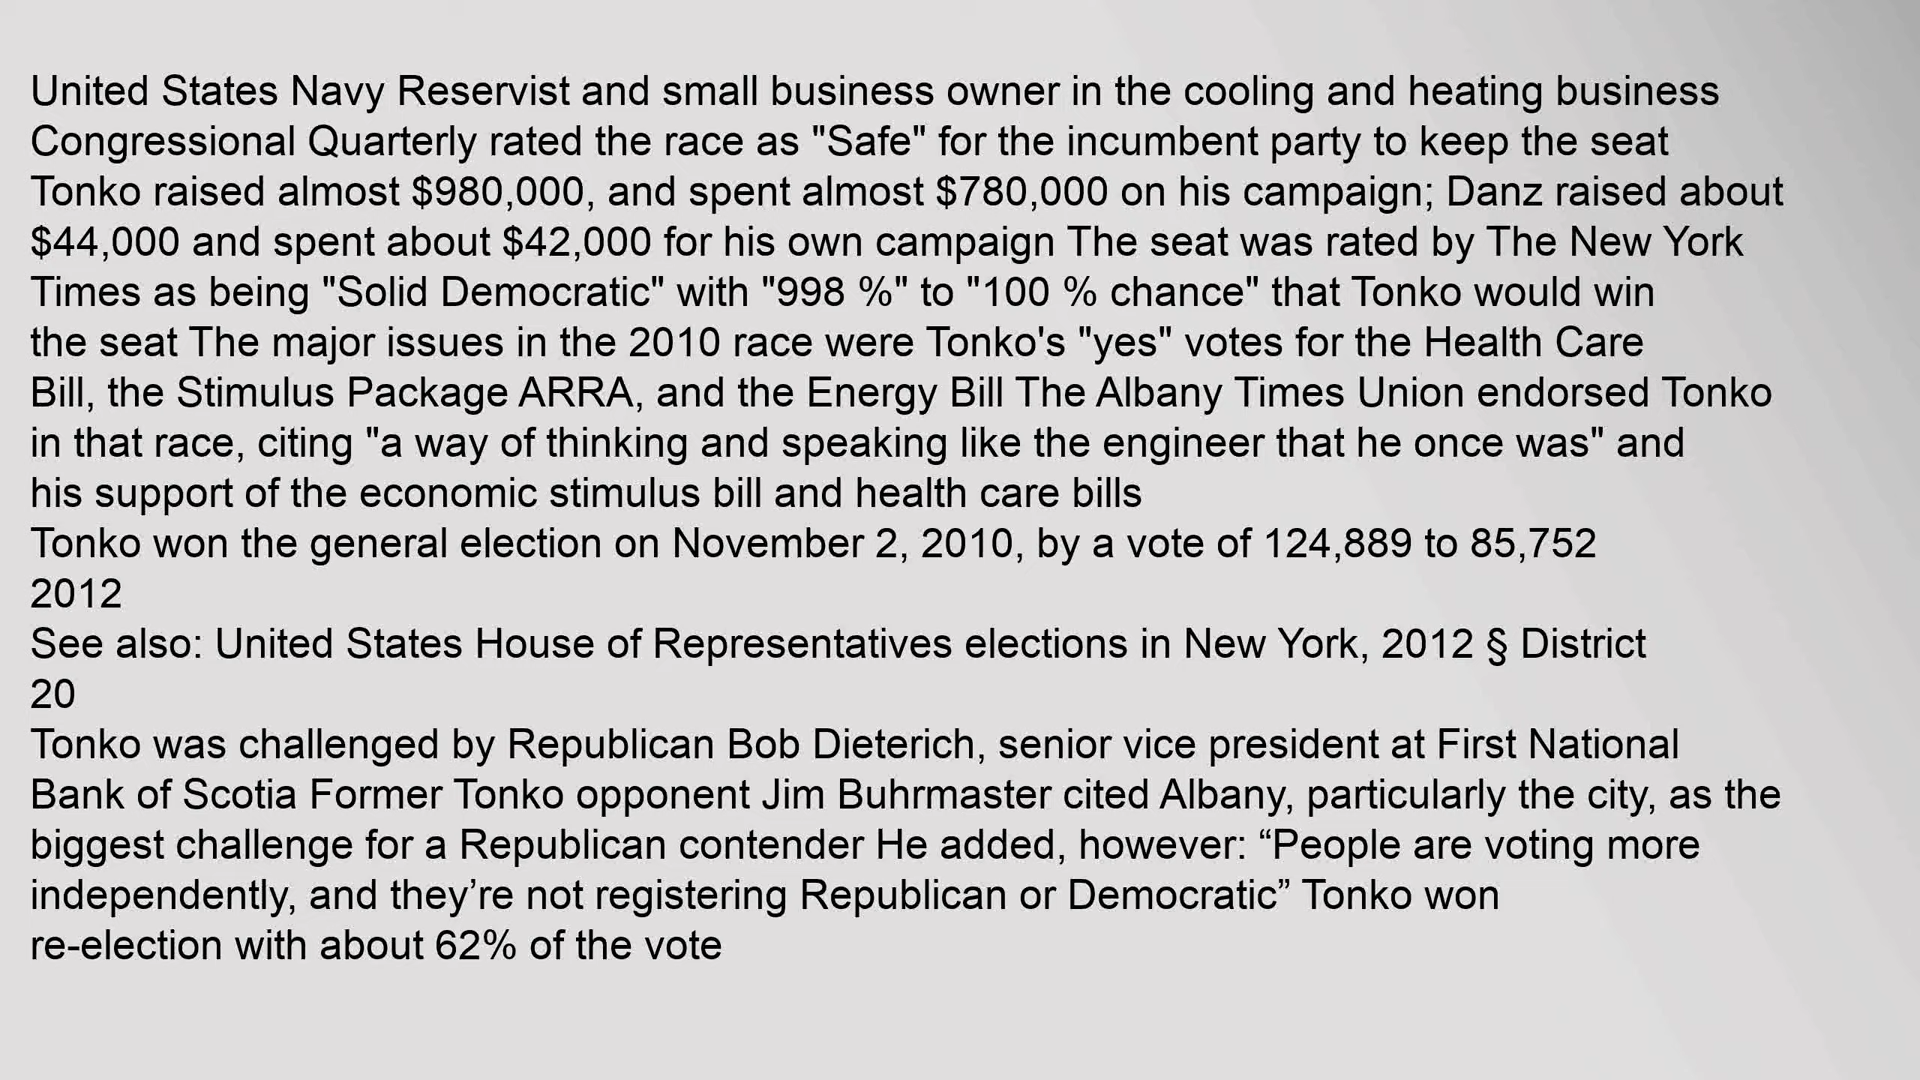 United States Navy Reservist and small business owner in the cooling and heating business
Congressional Quarterly rated the race as "Safe" for the incumbent party to keep the seat
Tonko raised almost $980,000, and spent almost $780,000 on his campaign; Danz raised about
$44,000 and spent about $42,000 for his own campaign The seat was rated by The New York
Times as being "Solid Democratic" with "998 %" to "100 % chance" that Tonko would win
the seat The major issues in the 2010 race were Tonko's "yes" votes for the Health Care
Bill, the Stimulus Package ARRA, and the Energy Bill The Albany Times Union endorsed Tonko
in that race, citing "a way of thinking and speaking like the engineer that he once was" and
his support of the economic stimulus bill and health care bills
Tonko won the general election on November 2, 2010, by a vote of 124,889 to 85,752
2012
See also: United States House of Representatives elections in New York, 2012 § District
20
Tonko was challenged by Republican Bob Dieterich, senior vice president at First National
Bank of Scotia Former Tonko opponent Jim Buhrmaster cited Albany, particularly the city, as the
biggest challenge for a Republican contender He added, however: “People are voting more
independently, and they’re not registering Republican or Democratic” Tonko won
re-election with about 62% of the vote